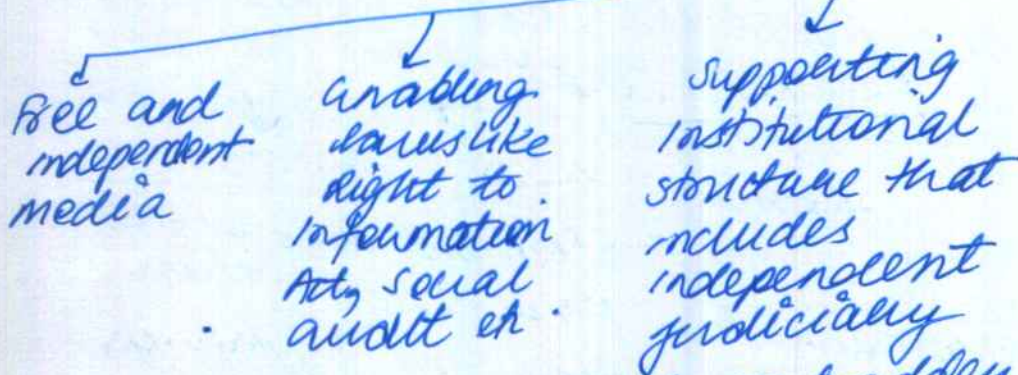 Free and
independent
media
Enabling
laws like
Right to
information
Act, social
audit etc.
supporting
institutional
structure that
includes
independent
judiciary